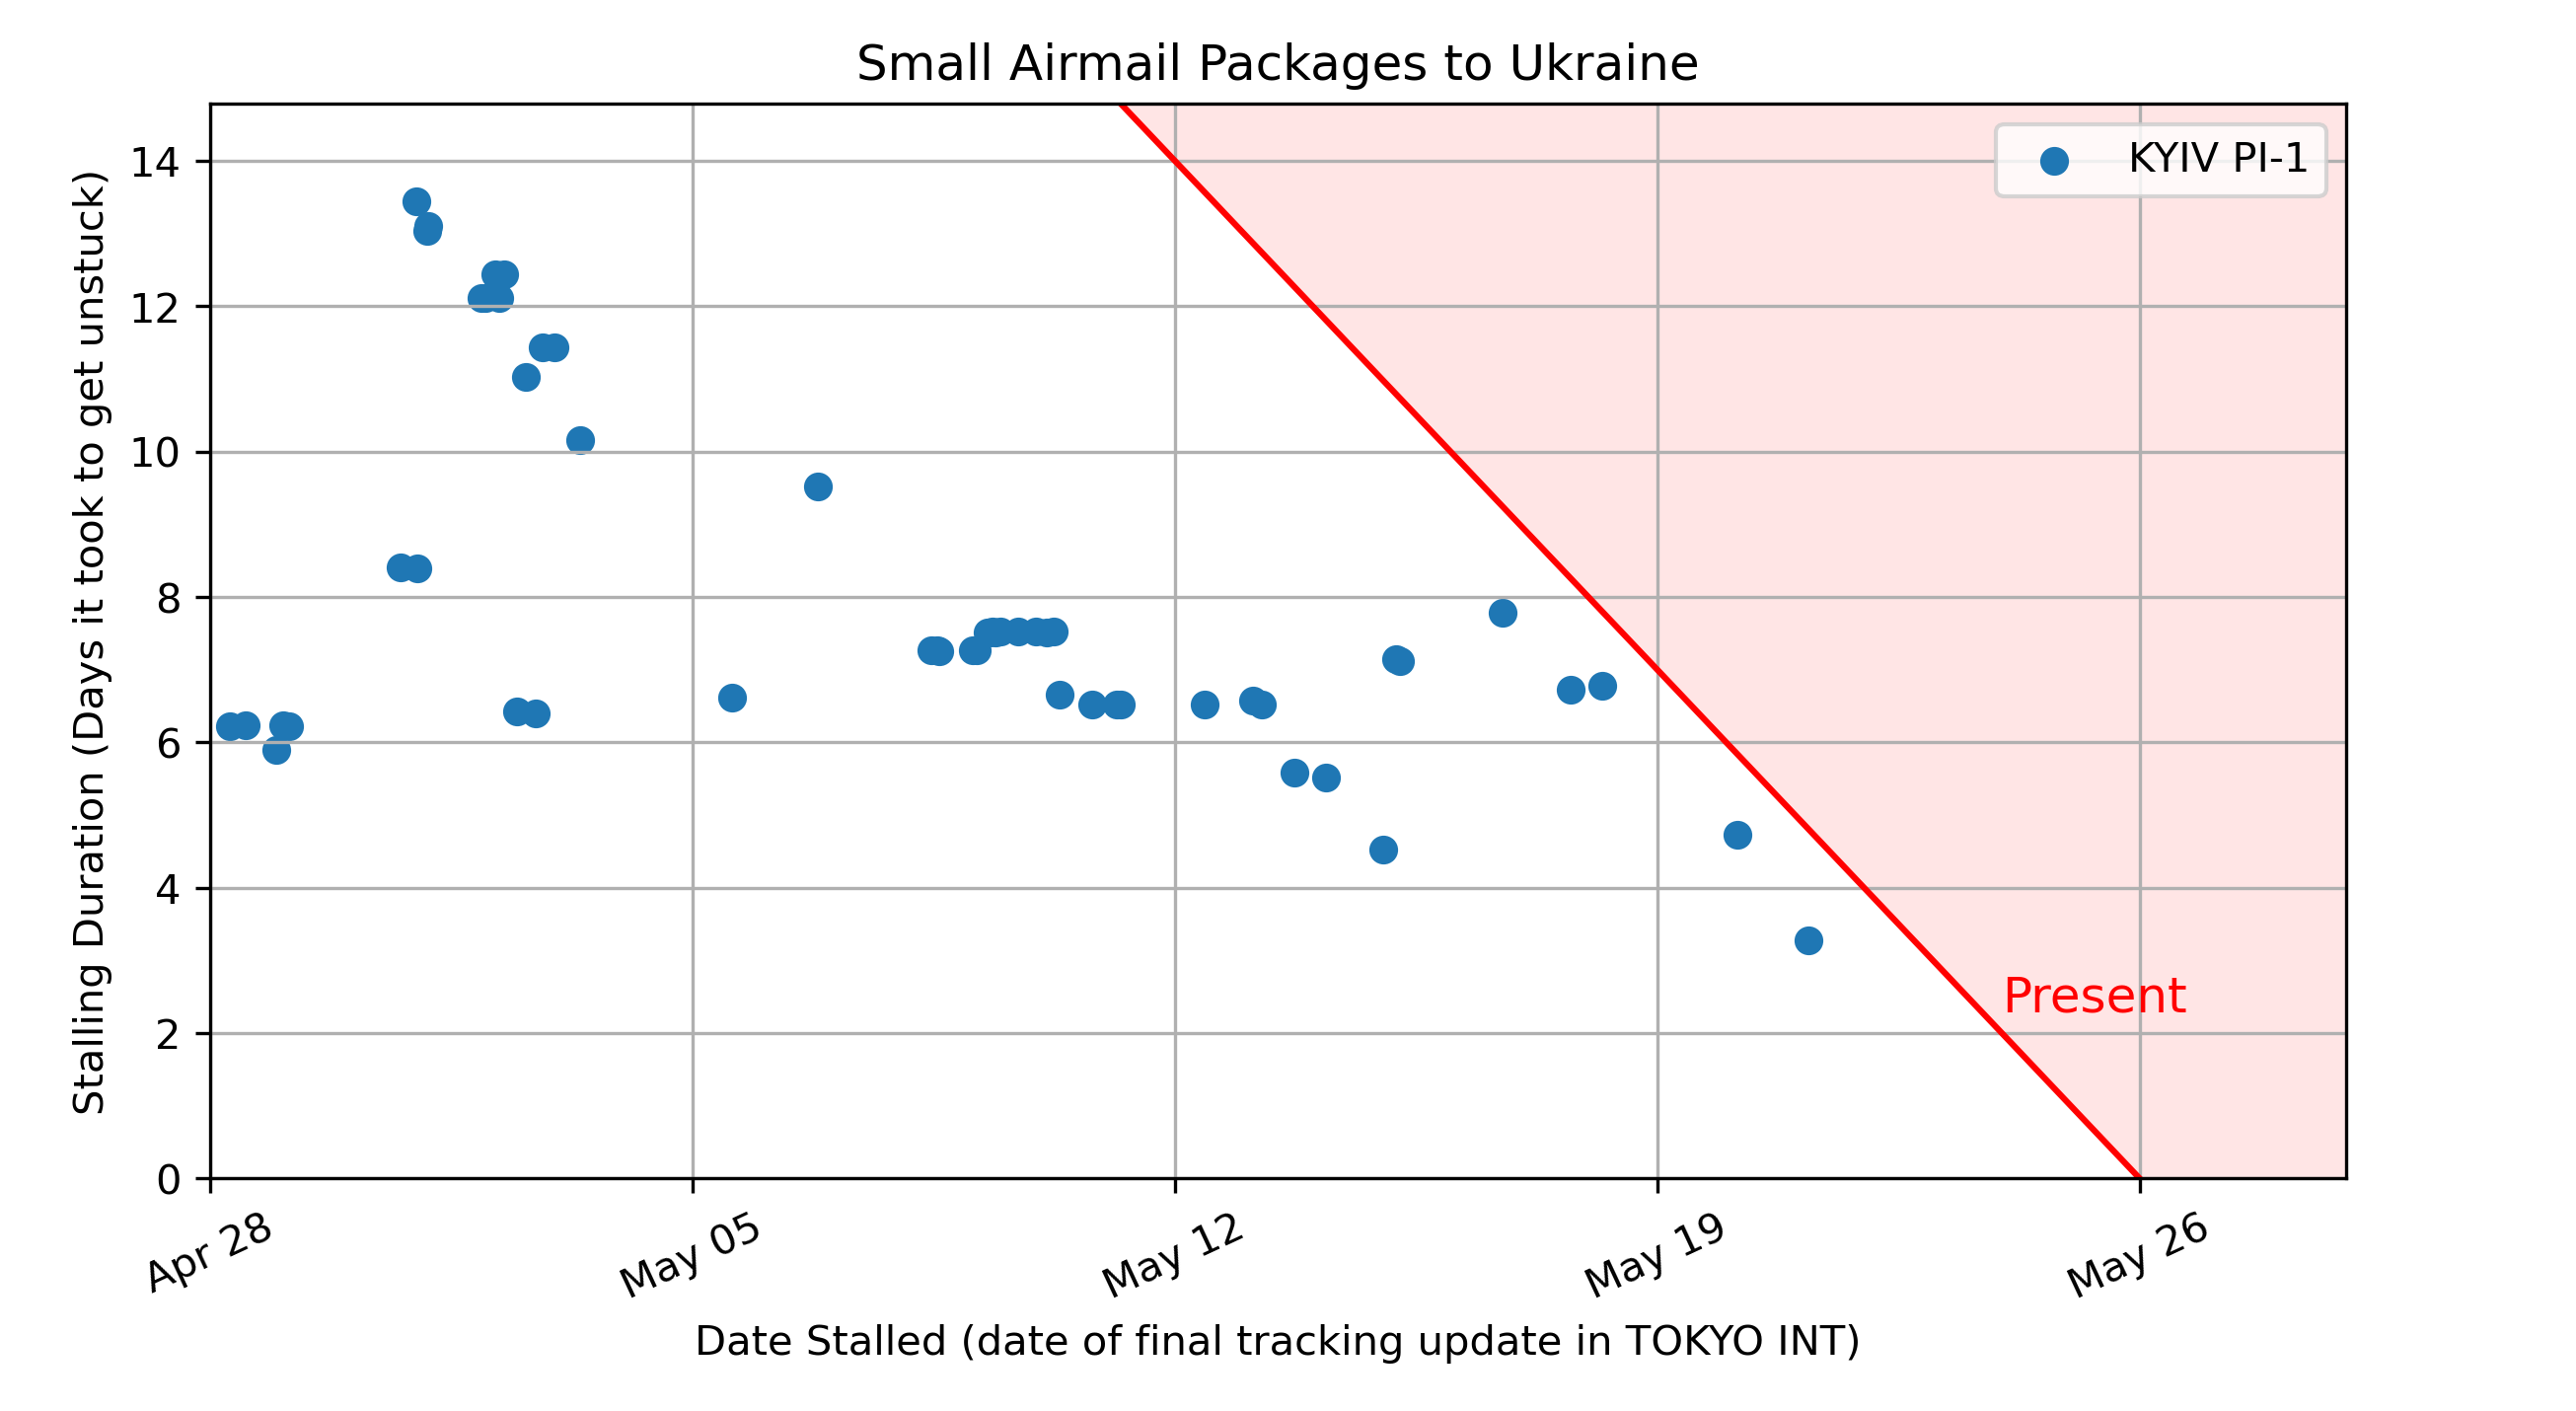 Small Airmail Packages to Ukraine
KYIV PI-1
Stalling Duration (Days it took to get unstuck)
14
12
10
8
6
4
2
0
Present
Apr 28
May 05
May 12
May 19
May 26
Date Stalled (date of final tracking update in TOKYO INT)